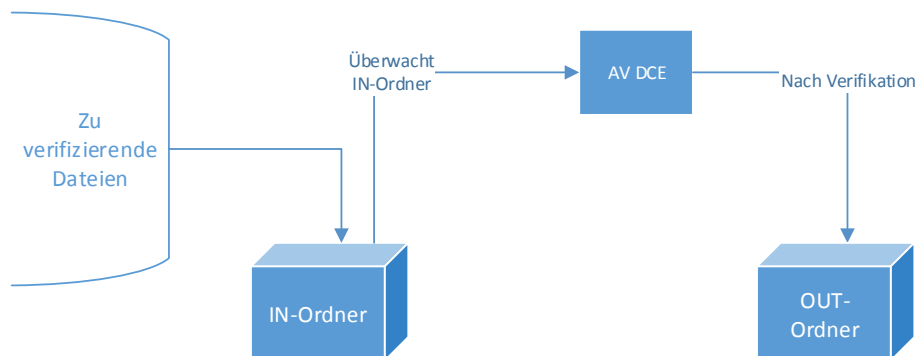 Zu
verifizierende
Dateien
Überwacht
IN-Ordner
AV DCE
Nach Verifikation
IN-Ordner
OUT-
Ordner